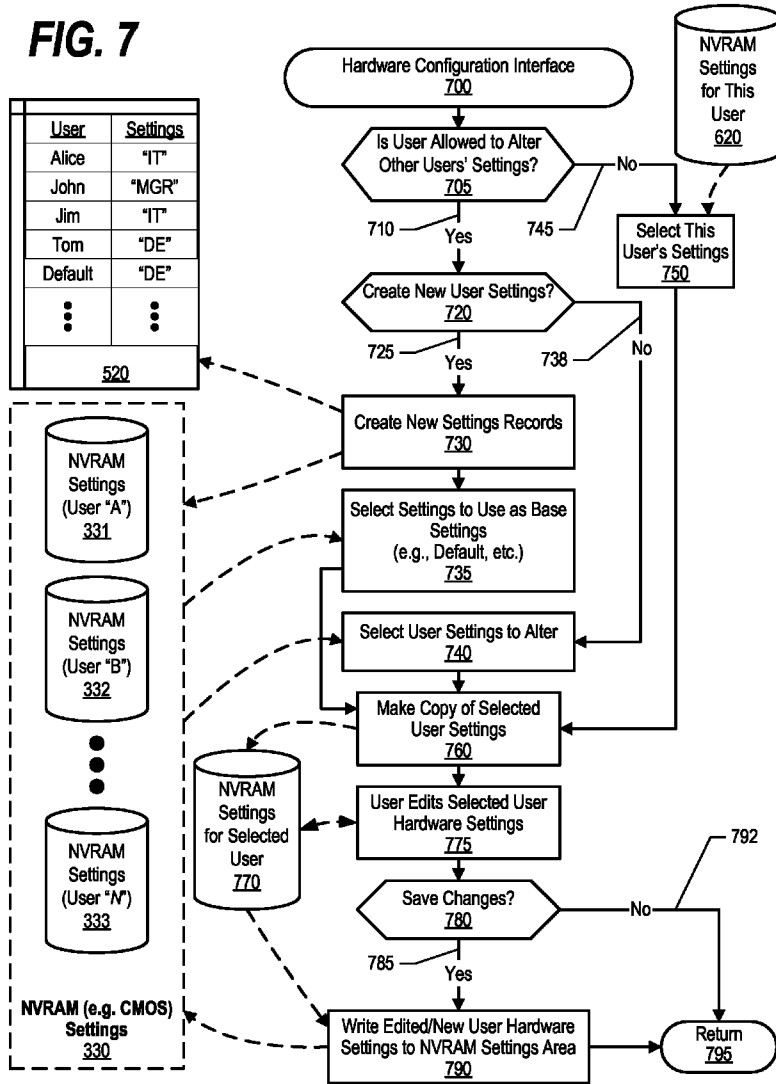 FIG. 7
Hardware Configuration Interface
700
NVRAM
Settings
for This
User
620
User Settings
Alice "IT"
John "MGR"
Jim "IT"
Tom "DE"
Default "DE"
520
Is User Allowed to Alter
Other Users' Settings?
705
No
710
Yes
745
Select This
User's Settings
750
Create New User Settings?
720
725
Yes
738
No
Create New Settings Records
730
NVRAM
Settings
(User "A")
331
Select Settings to Use as Base
Settings
(e.g., Default, etc.)
735
NVRAM
Settings
(User "B")
332
Select User Settings to Alter
740
Make Copy of Selected
User Settings
760
NVRAM
Settings
for Selected
User
770
User Edits Selected User
Hardware Settings
775
NVRAM
Settings
(User "N")
333
792
Save Changes?
780
No
785
Yes
NVRAM (e.g. CMOS)
Settings
330
Write Edited/New User Hardware
Settings to NVRAM Settings Area
790
Return
795